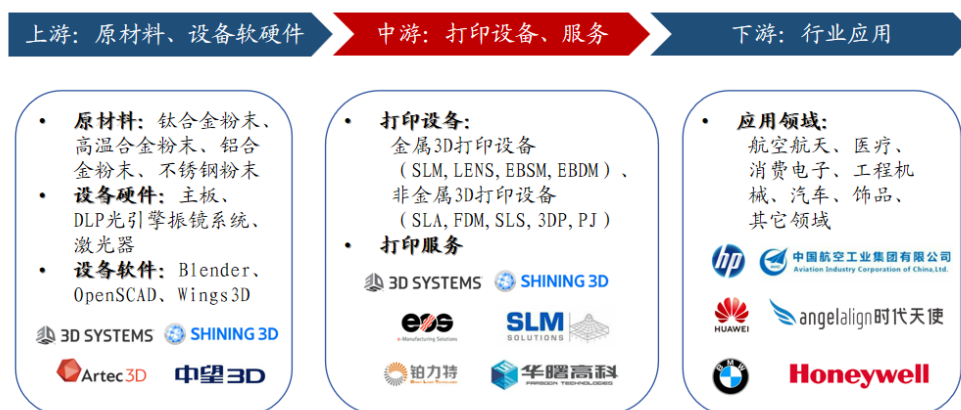 上游：原材料、设备软硬件
中游：打印设备、服务
下游：行业应用
• 原材料：钛合金粉末、
高温合金粉末、铝合
金粉末、不锈钢粉末
• 设备硬件：主板、
DLP光引擎振镜系统、
激光器
• 设备软件：Blender、
OpenSCAD、Wings3D
3D SYSTEMS
SHINING 3D
Artec3D
中望3D
• 打印设备：
金属3D打印设备
（SLM,LENS,EBSM,EBDM）、
非金属3D打印设备
（SLA,FDM,SLS,3DP,PJ）
• 打印服务
3D SYSTEMS
SHINING 3D
eos
e-Manufacturing Solutions
SLM
SOLUTIONS
铂力特
华曙高科
FARSOON TECHNOLOGIES
• 应用领域：
航空航天、医疗、
消费电子、工程机
械、汽车、饰品、
其它领域
hp
中国航空工业集团有限公司
Aviation Industry Corporation of China,Ltd.
HUAWEI
angelalign时代天使
BMW
Honeywell